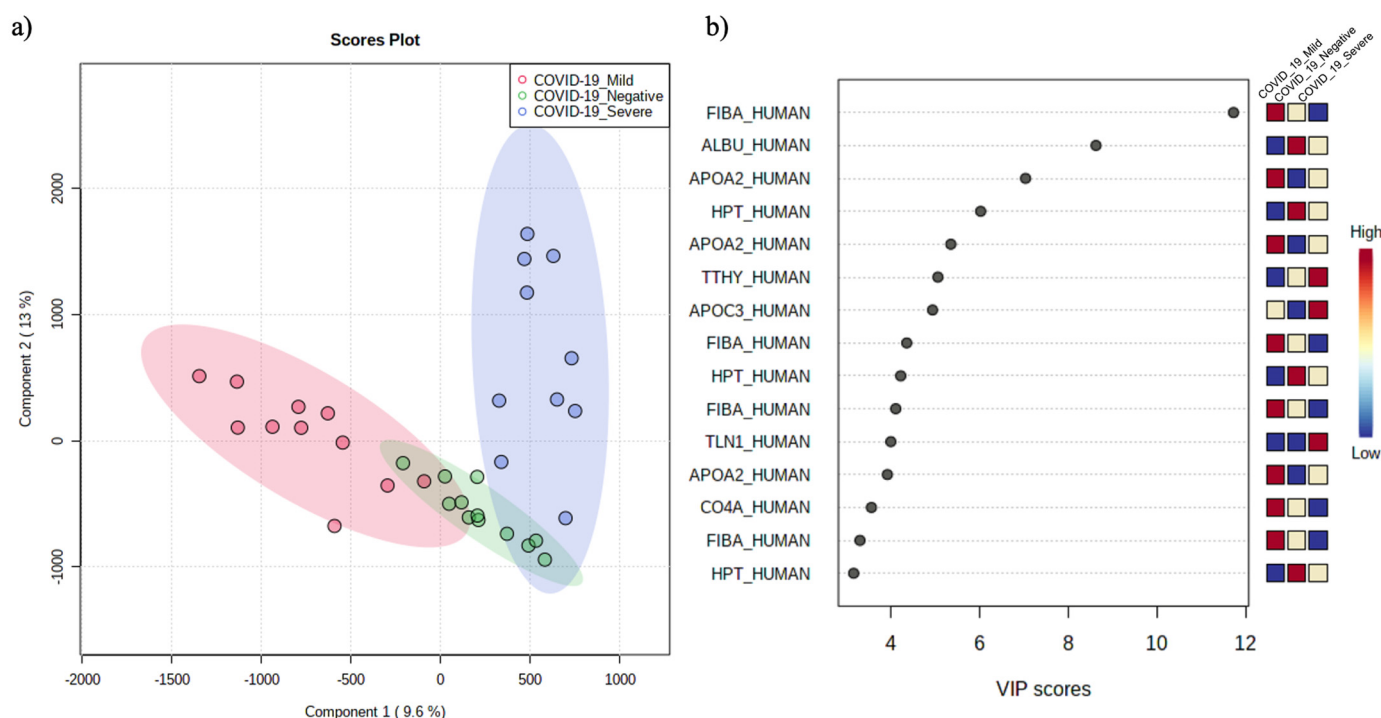 a)
Scores Plot
COVID-19_Mild
COVID-19_Negative
COVID-19_Severe
Component 2 ( 13 %)
2000
1000
0
-1000
-2000
-1500
-1000
-500
0
500
1000
Component 1 ( 9.6 %)
b)
COVID_19_Mild
COVID_19_Negative
COVID_19_Severe
FIBA_HUMAN
ALBU_HUMAN
APOA2_HUMAN
HPT_HUMAN
APOA2_HUMAN
TTHY_HUMAN
APOC3_HUMAN
FIBA_HUMAN
HPT_HUMAN
FIBA_HUMAN
TLN1_HUMAN
APOA2_HUMAN
CO4A_HUMAN
FIBA_HUMAN
HPT_HUMAN
4
6
8
10
12
VIP scores
High
Low